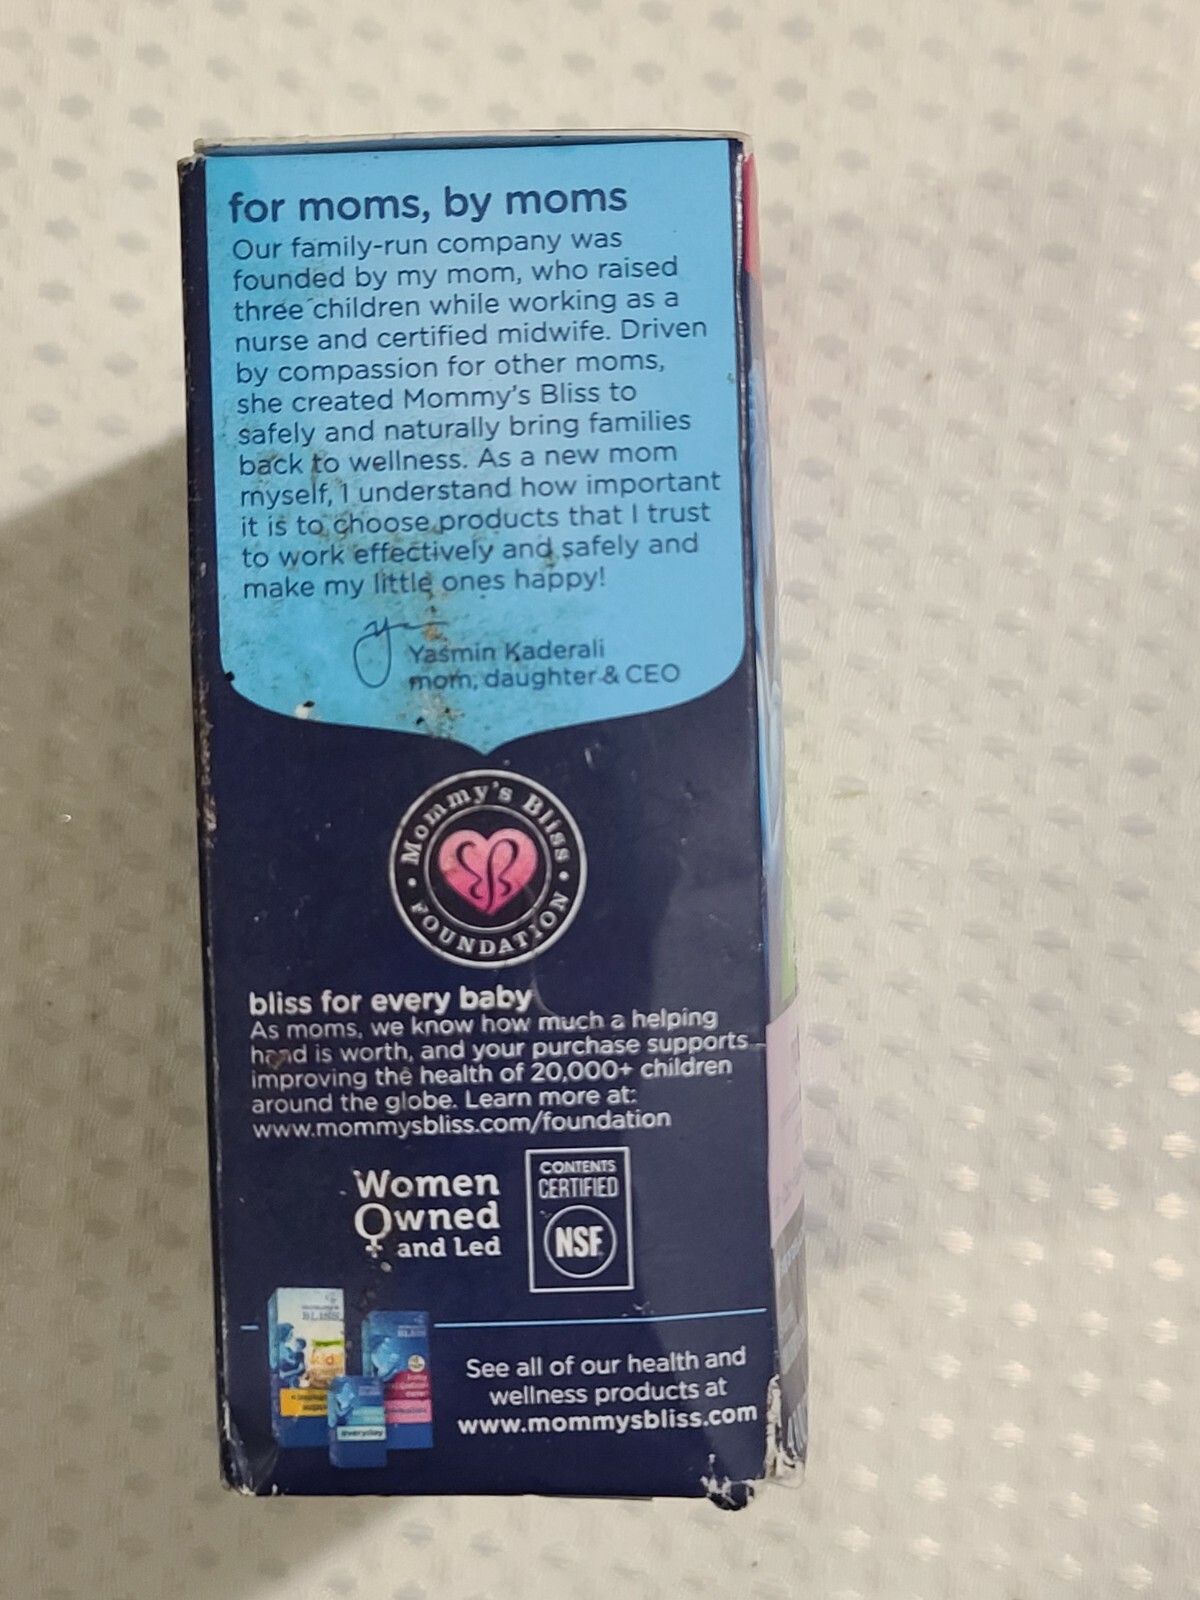 for moms, by moms
Our family-run company was
founded by my mom, who raised
three children while working as a
nurse and certified midwife. Driven
by compassion for other moms,
she created Mommy's Bliss to
safely and naturally bring families
back to wellness. As a new mom
myself, I understand how important
it is to choose products that I trust
to work effectively and safely and
make my little ones happy!
Yasmin Kaderali
mom, daughter & CEO
Mommy's Bliss
FOUNDATION
bliss for every baby
As moms, we know how much a helping
hand is worth, and your purchase supports
improving the health of 20,000+ children
around the globe. Learn more at:
www.mommysbliss.com/foundation
Women
Owned
and Led
CONTENTS
CERTIFIED
NSF
BLISS
kids
BLISS
everyday
See all of our health and
wellness products at
www.mommysbliss.com